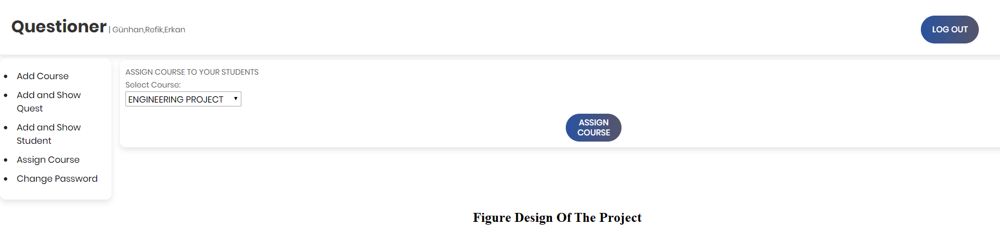 Questioner | Günhan,Refik,Erkan
LOG OUT
Add Course
Add and Show
Quest
Add and Show
Student
Assign Course
Change Password
ASSIGN COURSE TO YOUR STUDENTS
Select Course:
ENGINEERING PROJECT
ASSIGN
COURSE
Figure Design Of The Project